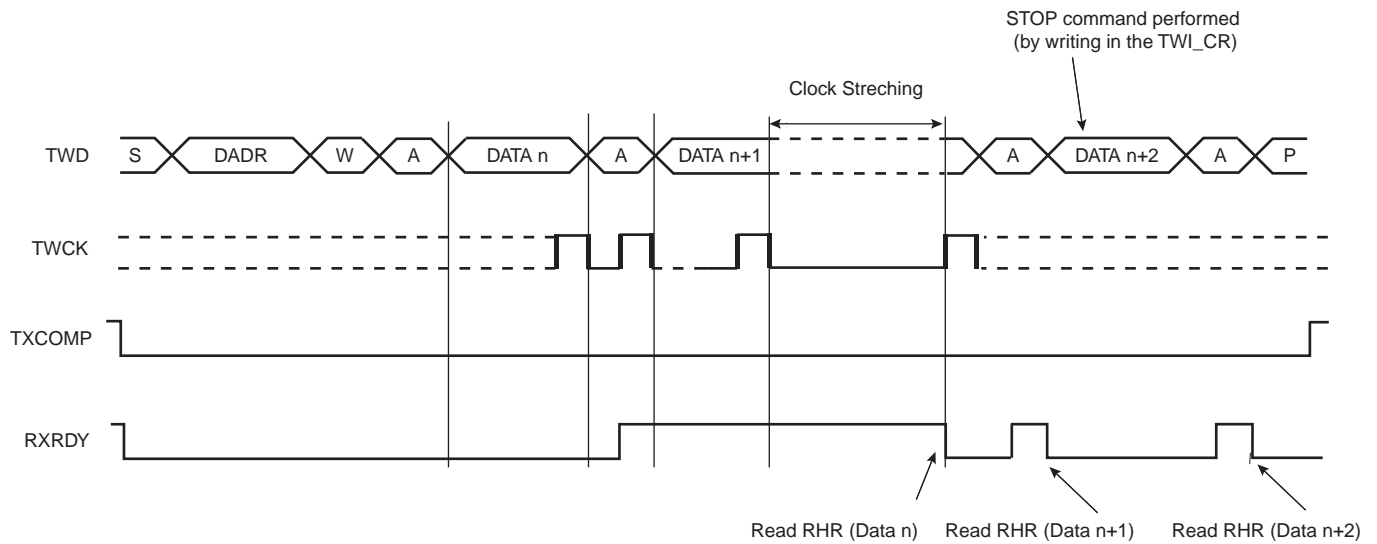 STOP command performed
(by writing in the TWI_CR)
Clock Streching
TWD S DADR W A DATA n A DATA n+1 A DATA n+2 A P
TWCK
TXCOMP
RXRDY
Read RHR (Data n) Read RHR (Data n+1) Read RHR (Data n+2)